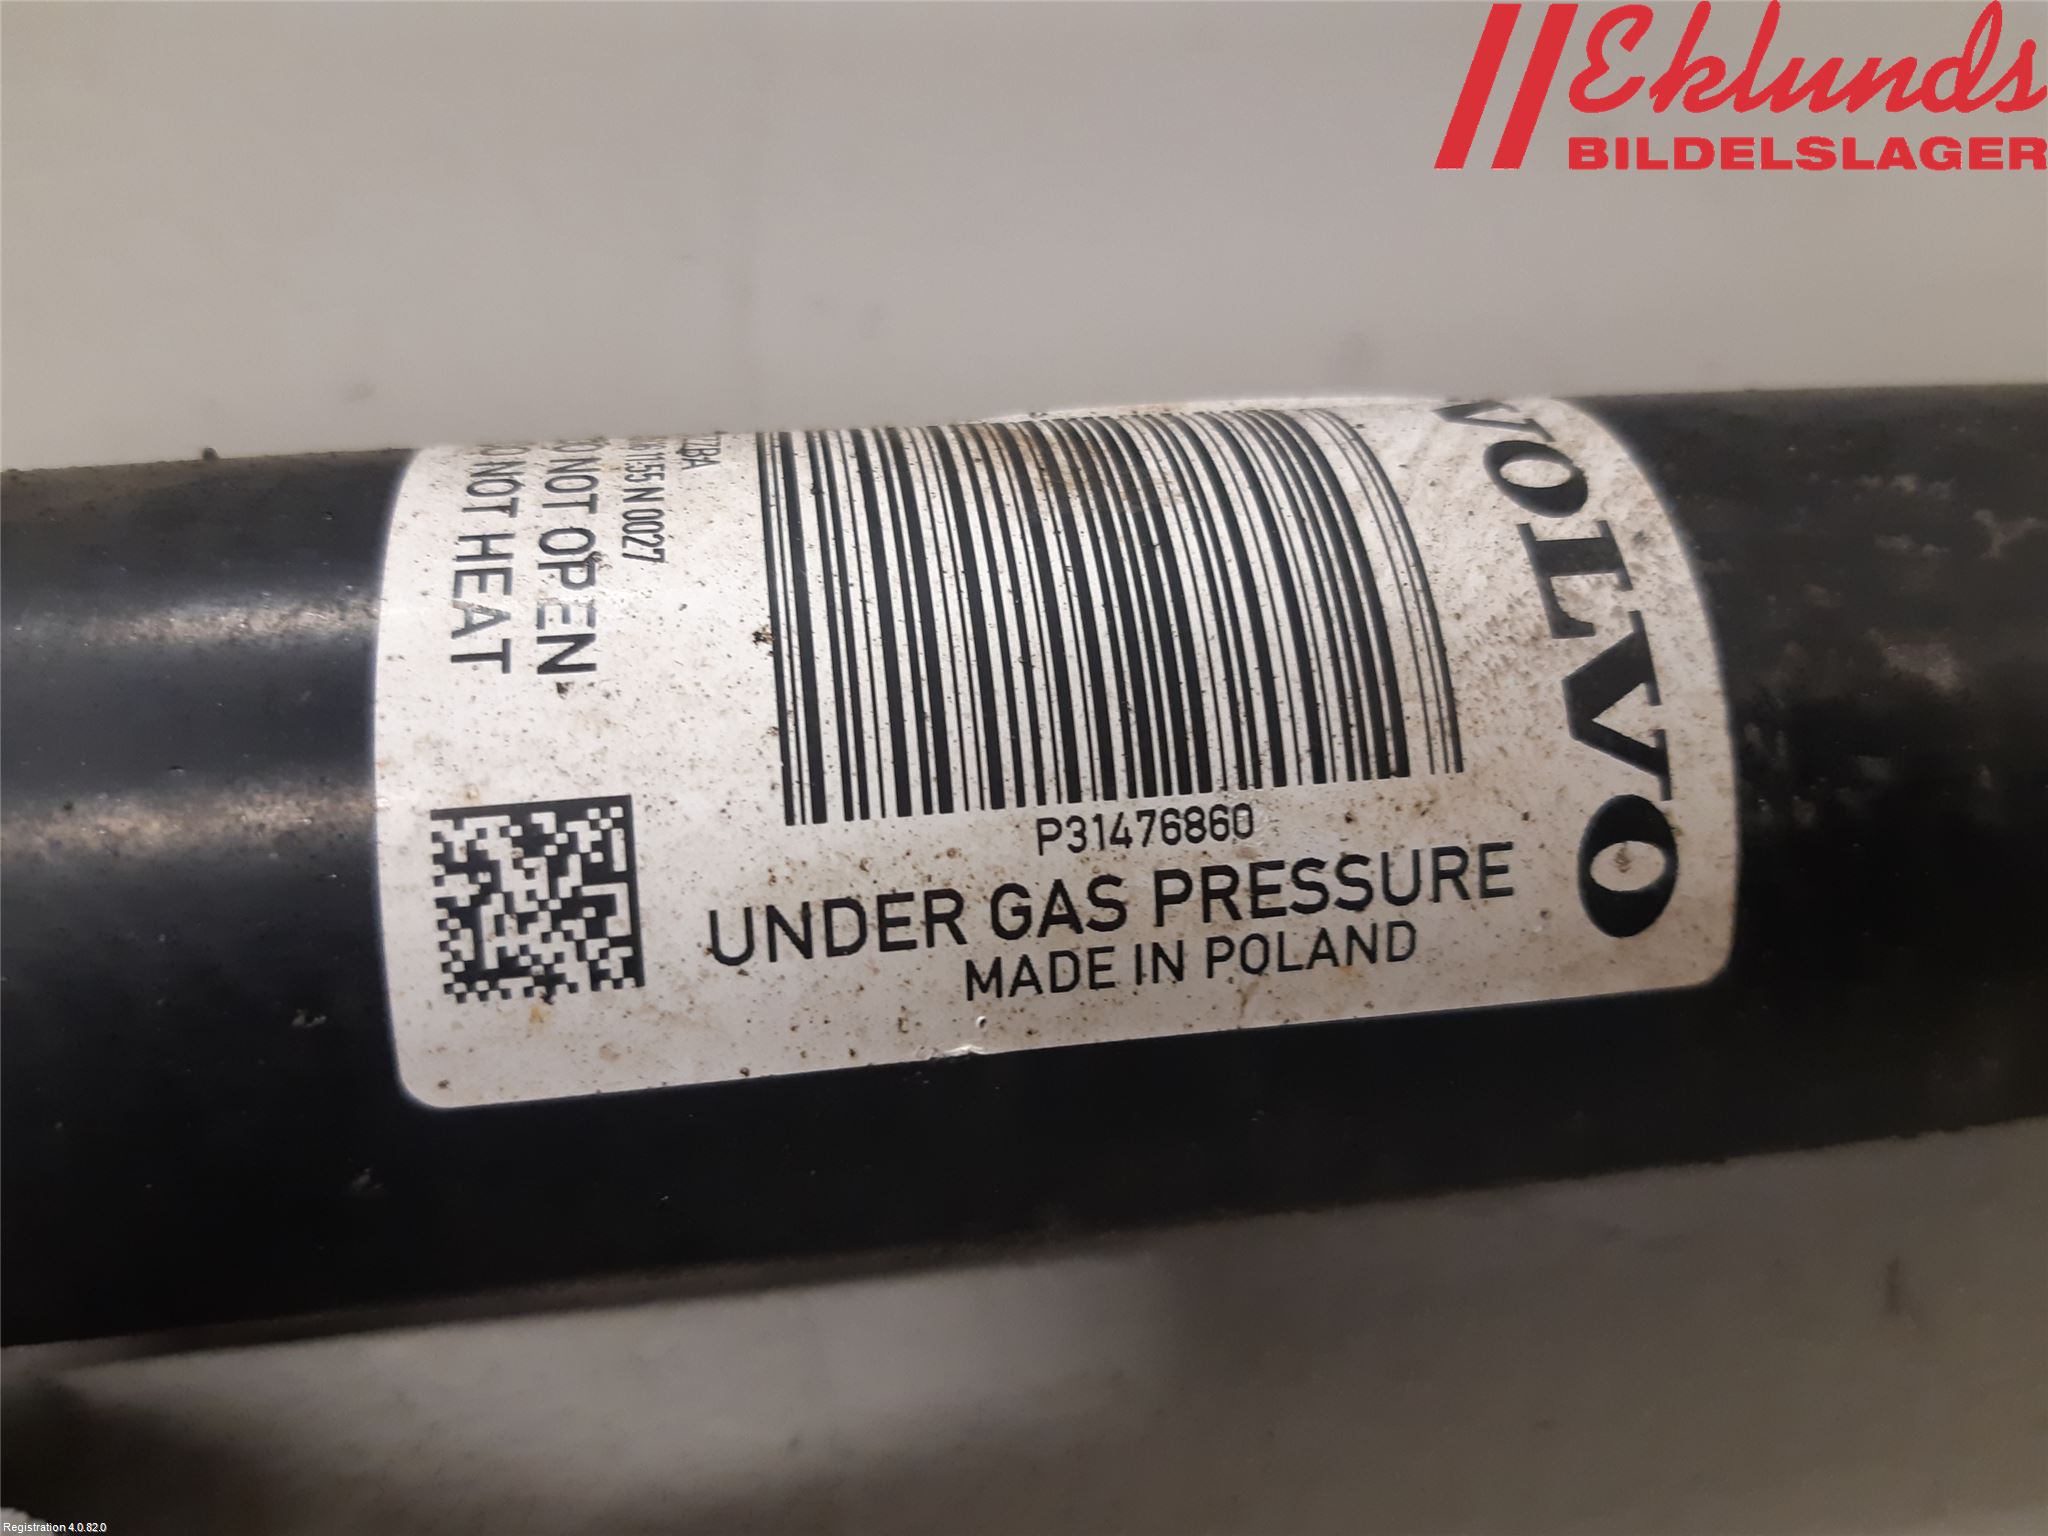 Eklunds
BILDELSLAGER
VOLVO
P31476860
UNDER GAS PRESSURE
MADE IN POLAND
NOT OPEN
NOT HEAT
N 0027
Registration 4.0.82.0